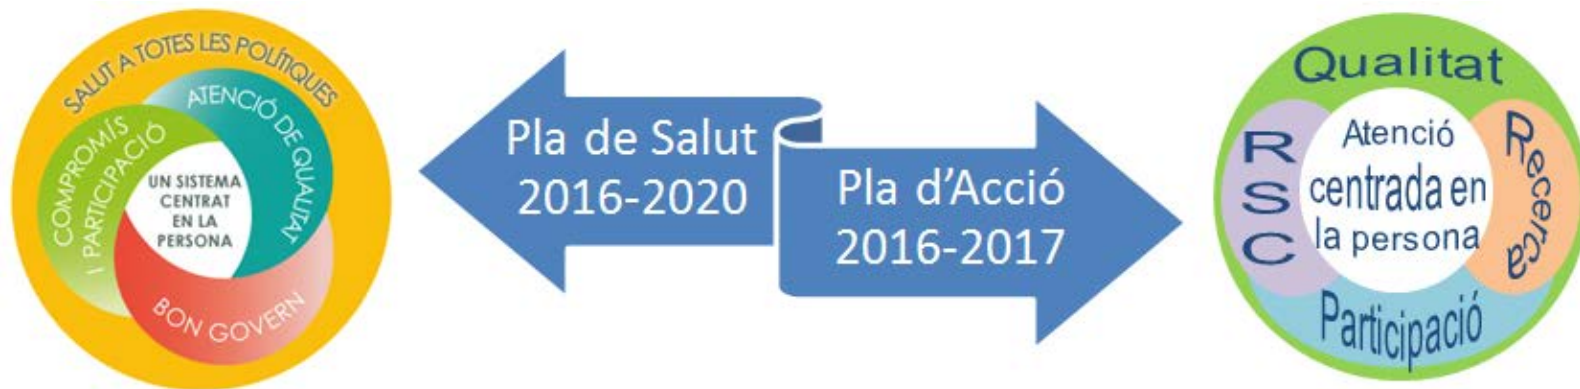 SALUT A TOTES LES POLÍTIQUES
ATENCIÓ DE QUALITAT
COMPROMÍS
I PARTICIPACIÓ
UN SISTEMA
CENTRAT
EN LA
PERSONA
BON GOVERN
Pla de Salut
2016-2020
Pla d’Acció
2016-2017
Qualitat
RSC
Atenció
centrada en
la persona
Recerca
Participació